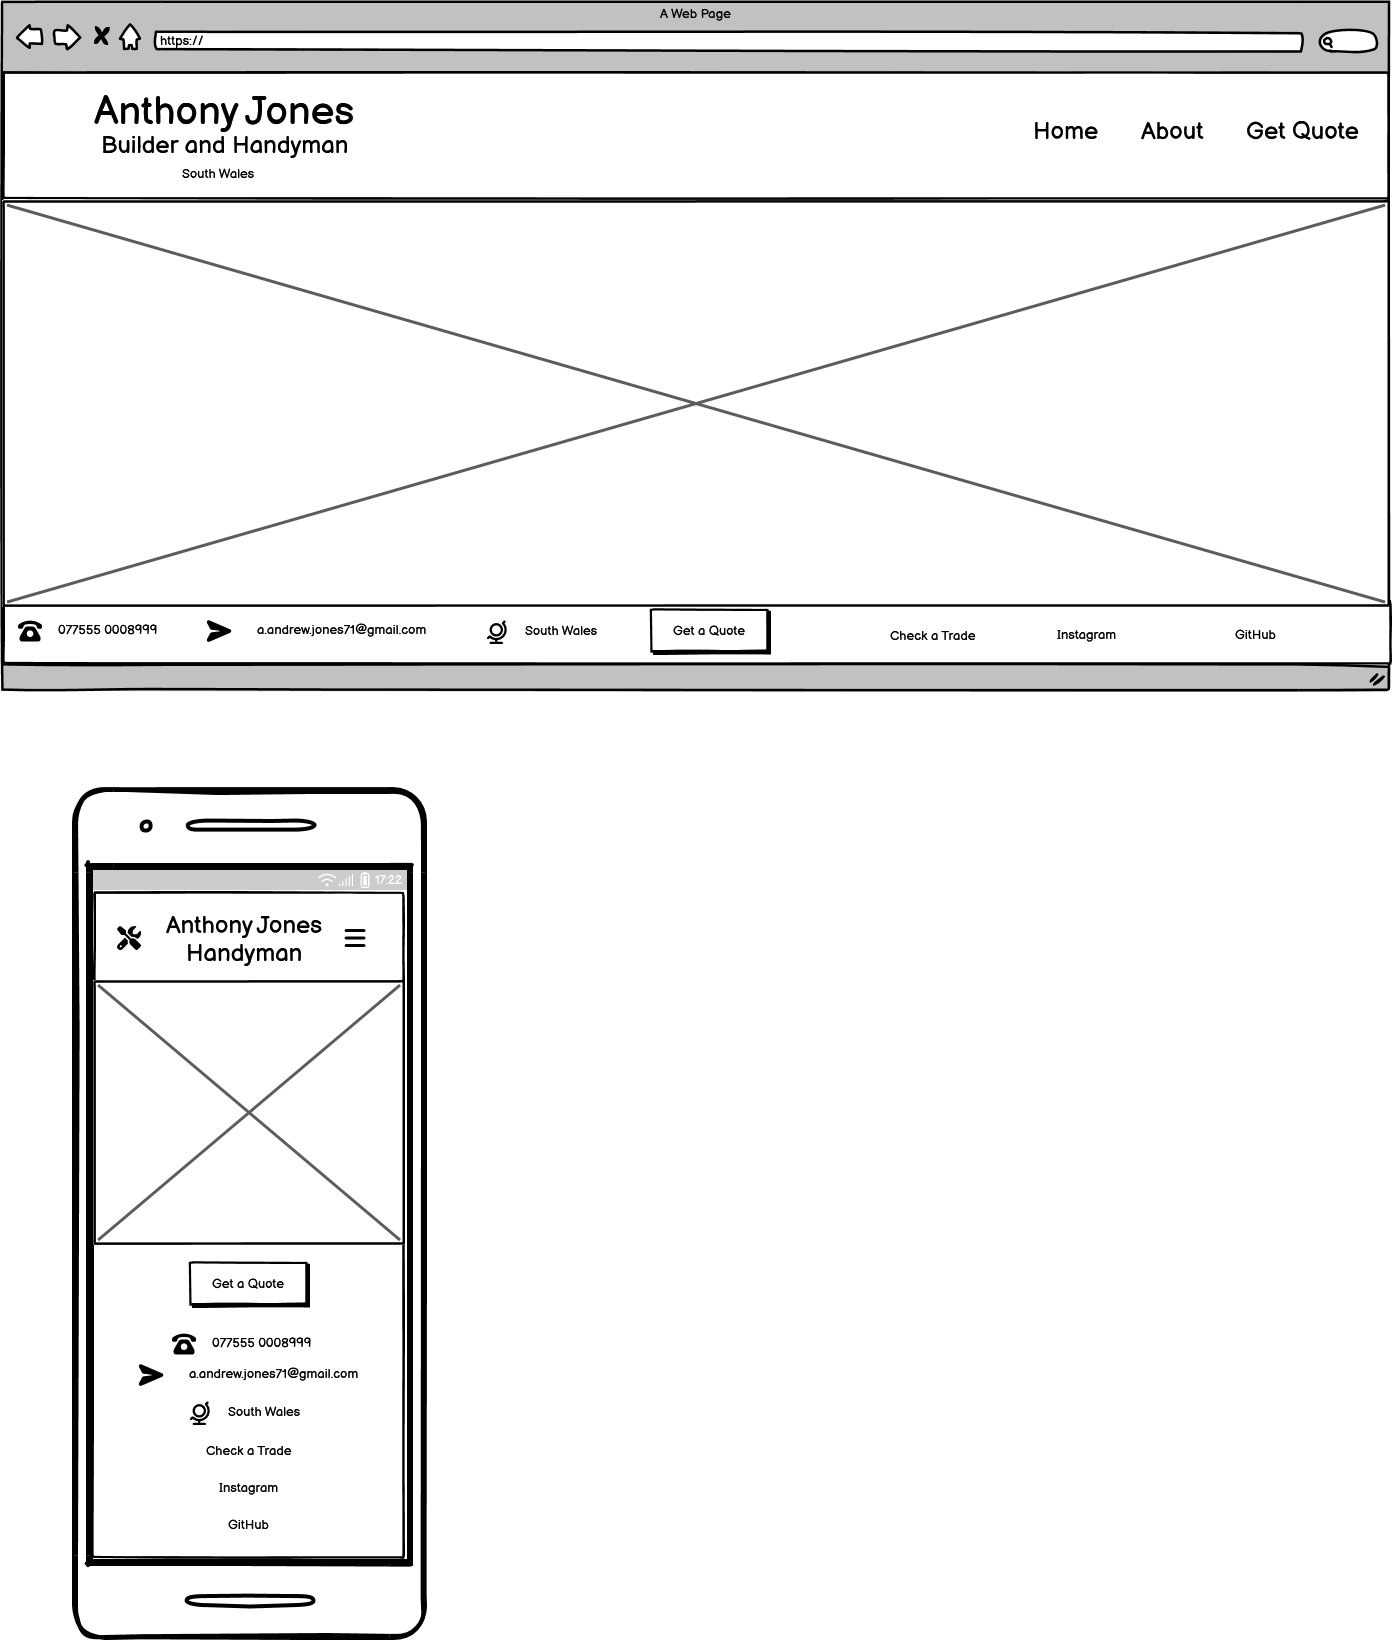 A Web Page
https://
Anthony Jones
Builder and Handyman
South Wales
Home About Get Quote
077555 0008999 a.andrew.jones71@gmail.com South Wales Get a Quote Check a Trade Instagram GitHub
17:22
Anthony Jones
Handyman
Get a Quote
077555 0008999
a.andrew.jones71@gmail.com
South Wales
Check a Trade
Instagram
GitHub